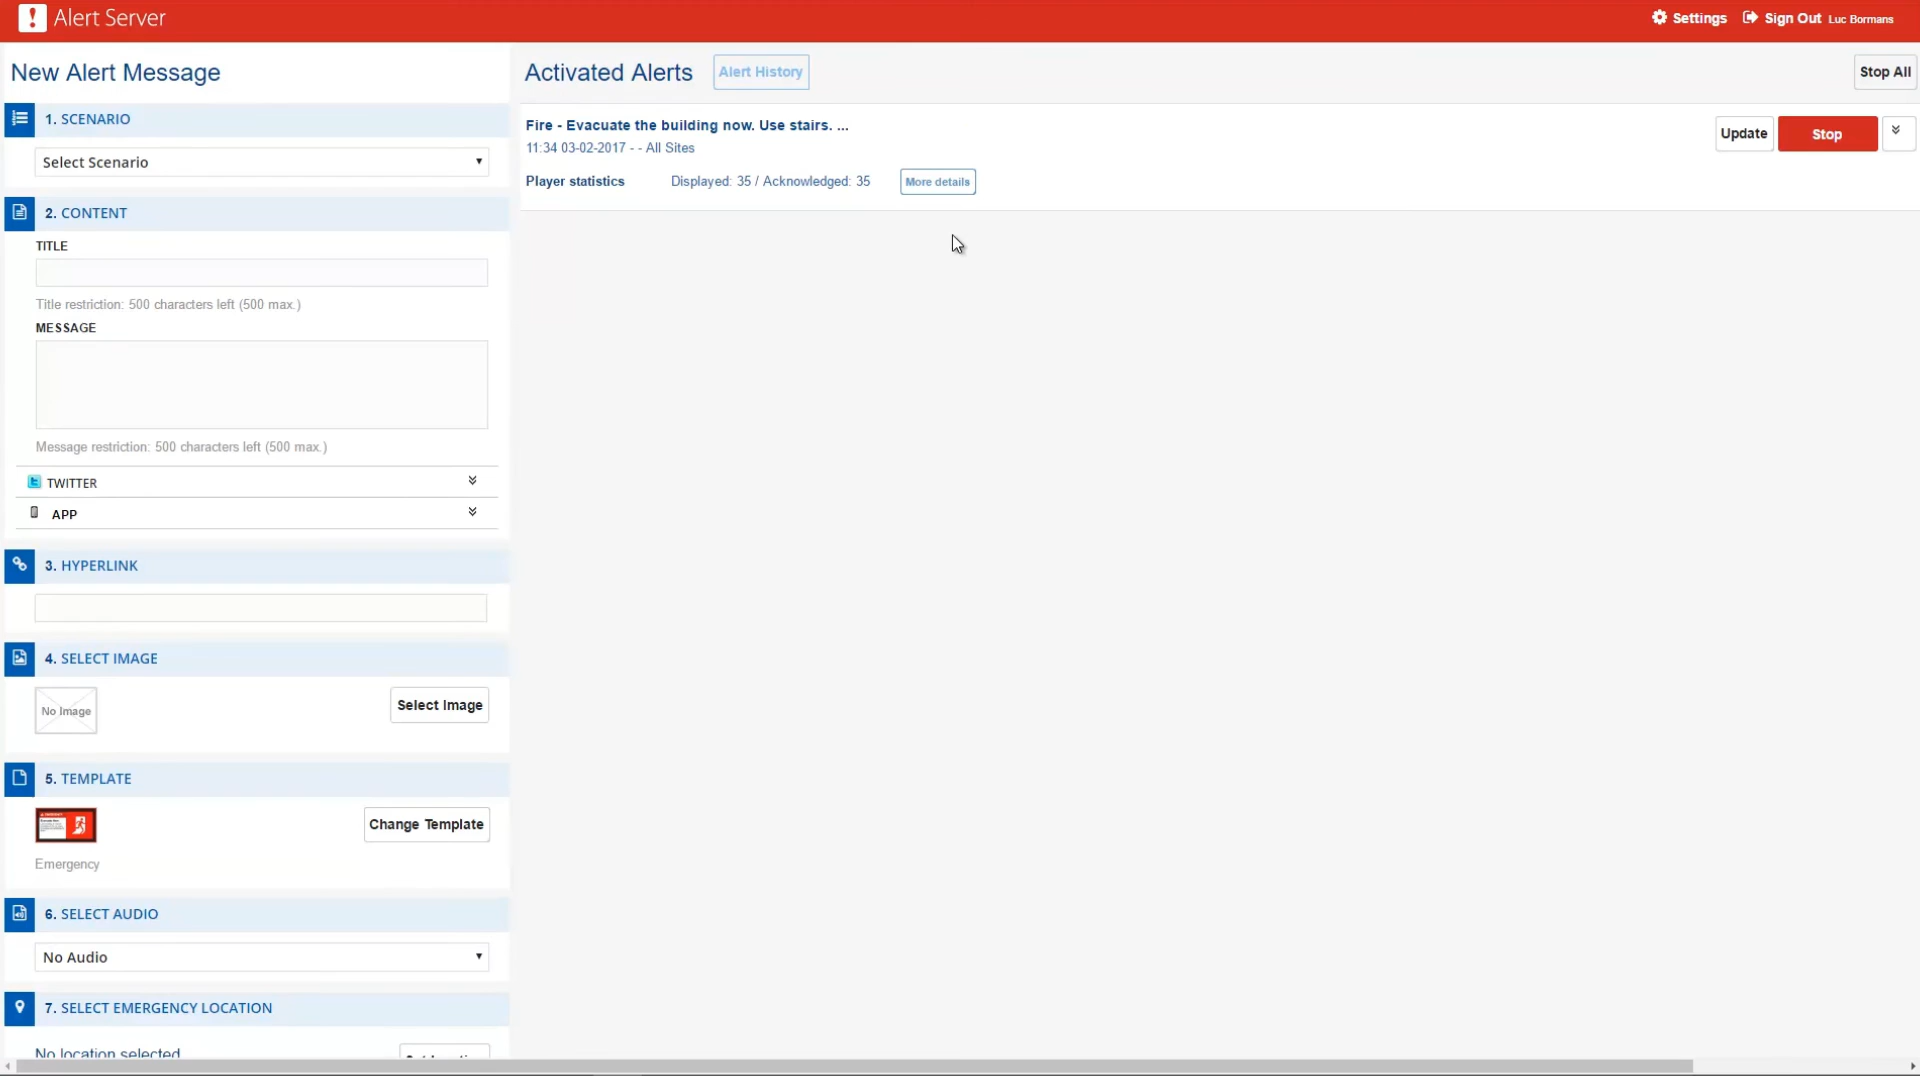 Alert Server
Settings
Sign Out Luc Bormans
New Alert Message
1. SCENARIO
Select Scenario
2. CONTENT
TITLE
Title restriction: 500 characters left (500 max.)
MESSAGE
Message restriction: 500 characters left (500 max.)
TWITTER
APP
3. HYPERLINK
4. SELECT IMAGE
No Image
Select Image
5. TEMPLATE
Change Template
Emergency
6. SELECT AUDIO
No Audio
7. SELECT EMERGENCY LOCATION
No location selected
Activated Alerts
Alert History
Stop All
Fire - Evacuate the building now. Use stairs. ...
11:34 03-02-2017 - - All Sites
Update
Stop
Player statistics
Displayed: 35 / Acknowledged: 35
More details